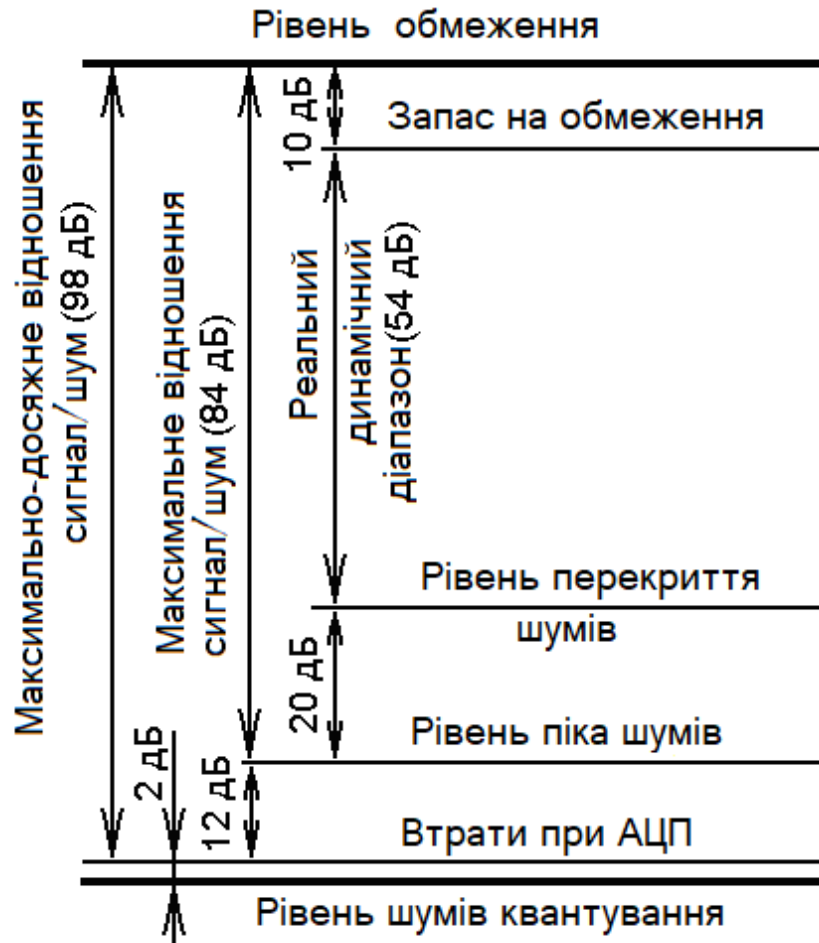 Рівень обмеження
10 дБ
Запас на обмеження
Максимально-досяжне відношення
сигнал/шум (98 дБ)
Максимальне відношення
сигнал/шум (84 дБ)
Реальний
динамічний
діапазон(54 дБ)
Рівень перекриття
шумів
20 дБ
Рівень піка шумів
2 дБ
12 дБ
Втрати при АЦП
Рівень шумів квантування